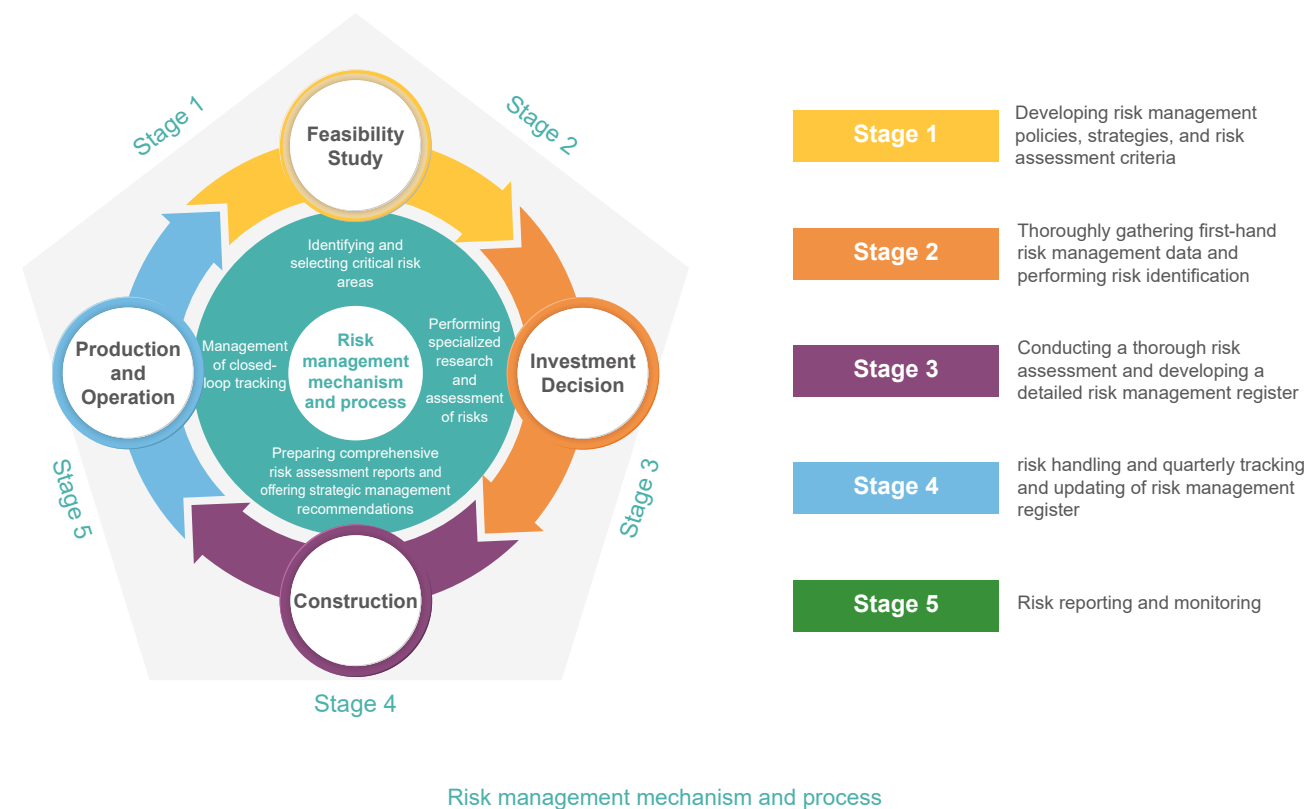 Stage 1
Stage 2
Feasibility
Study
Identifying and
selecting critical risk
areas
Production
and
Operation
Management
of closed-
loop tracking
Risk
management
mechanism
and process
Performing
specialized
research
and
assessment
of risks
Investment
Decision
Preparing comprehensive
risk assessment reports and
offering strategic management
recommendations
Stage 5
Stage 3
Construction
Stage 4
Stage 1
Developing risk management
policies, strategies, and risk
assessment criteria
Stage 2
Thoroughly gathering first-hand
risk management data and
performing risk identification
Stage 3
Conducting a thorough risk
assessment and developing a
detailed risk management register
Stage 4
risk handling and quarterly tracking
and updating of risk management
register
Stage 5
Risk reporting and monitoring
Risk management mechanism and process